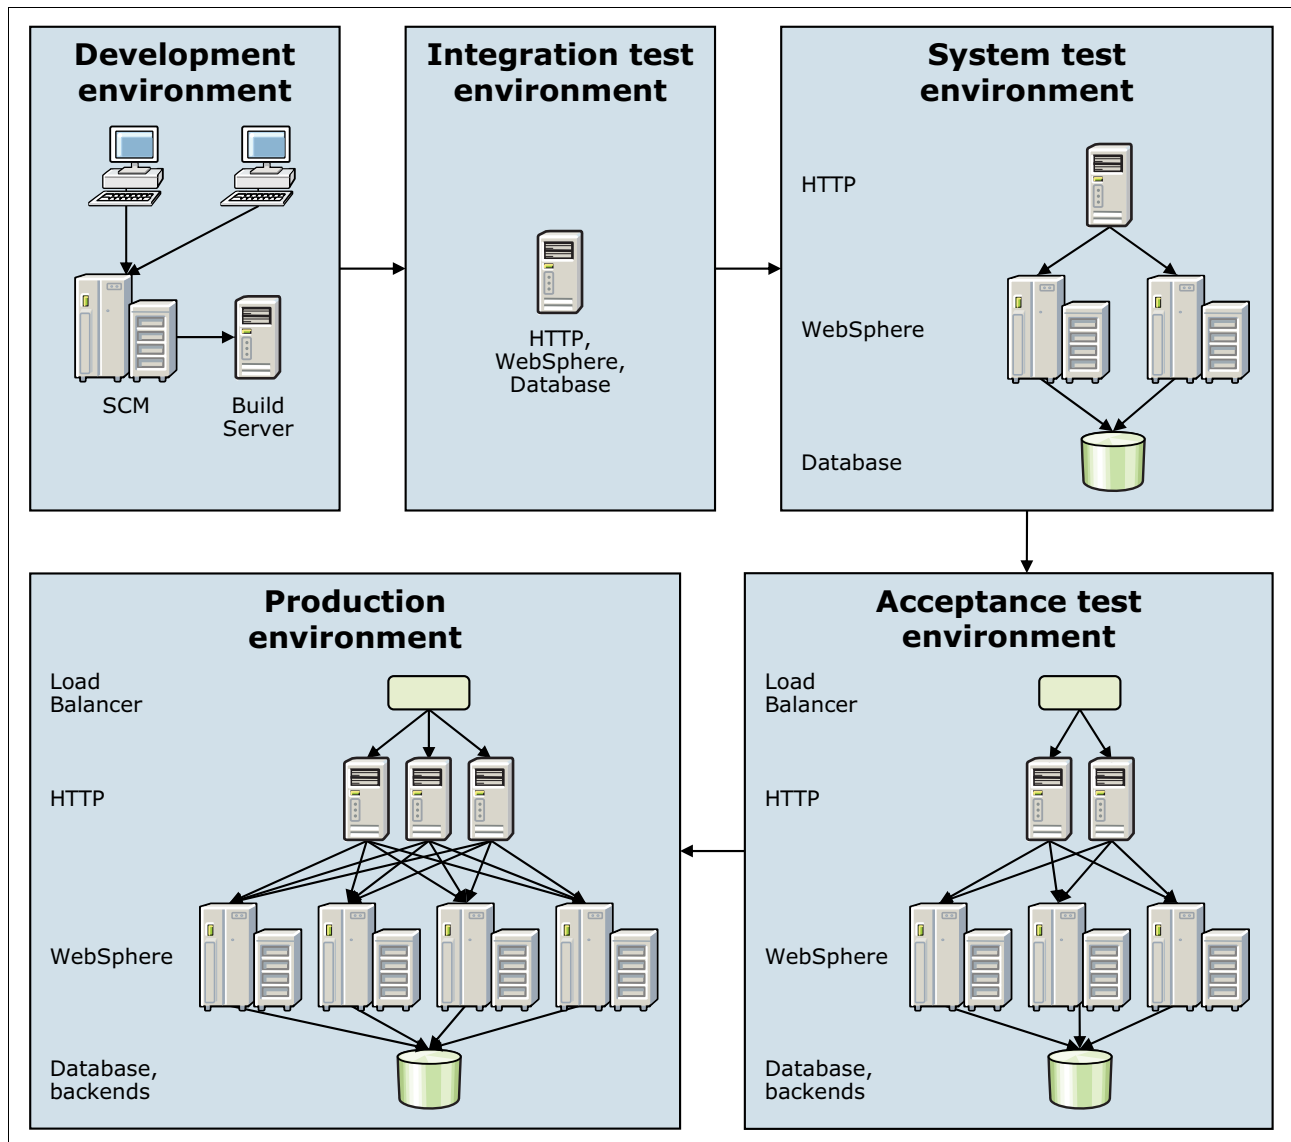 Development
environment
SCM
Build
Server
Integration test
environment
HTTP,
WebSphere,
Database
System test
environment
HTTP
WebSphere
Database
Production
environment
Load
Balancer
HTTP
WebSphere
Database,
backends
Acceptance test
environment
Load
Balancer
HTTP
WebSphere
Database,
backends